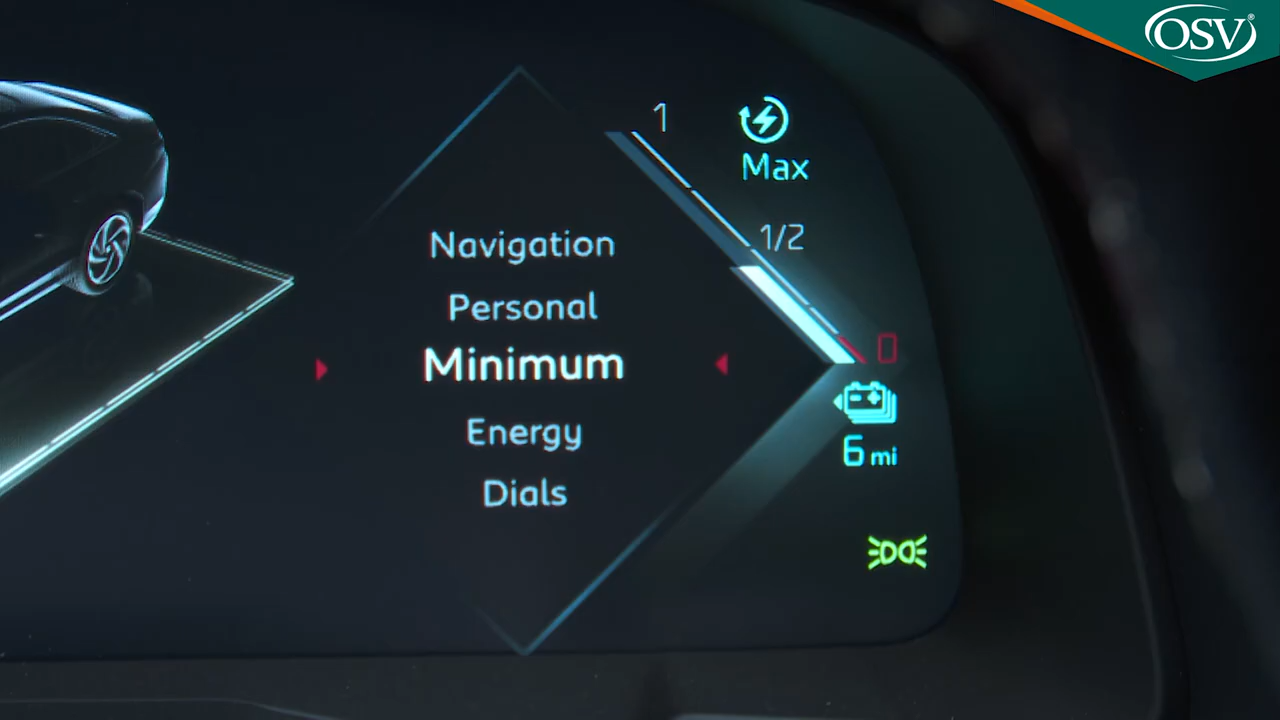 OSV®
1
Max
1/2
Navigation
Personal
Minimum
0
Energy
6 mi
Dials